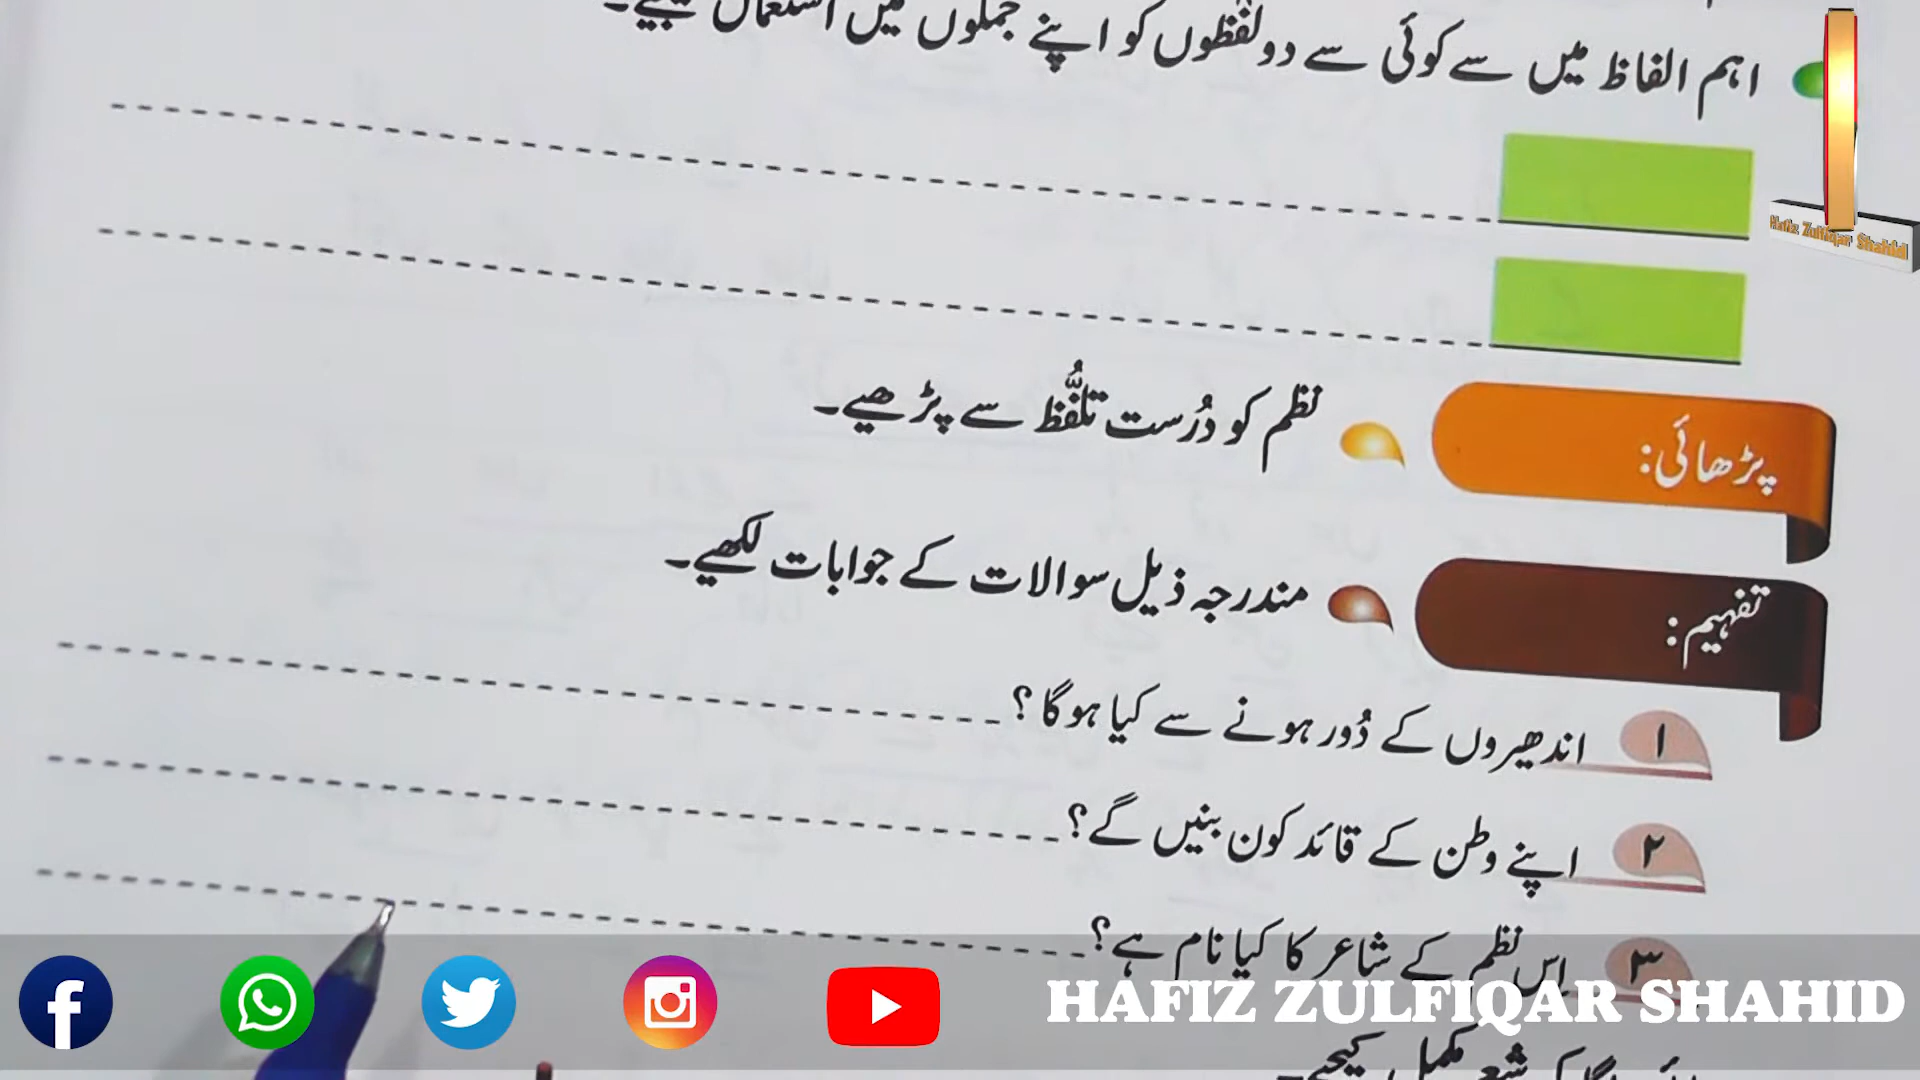 اہم الفاظ میں سے کوئی سے دو لفظوں کو اپنے جملوں میں استعمال کیجیے۔
Hafiz Zulfiqar Shahid
پڑھائی:
نظم کو دُرست تلفُّظ سے پڑھیے۔
تفہیم:
مندرجہ ذیل سوالات کے جوابات لکھیے۔
۱ اندھیروں کے دُور ہونے سے کیا ہوگا؟
۲ اپنے وطن کے قائد کون بنیں گے؟
۳ اِس نظم کے شاعر کا کیا نام ہے؟
HAFIZ ZULFIQAR SHAHID
شعر مکمل کیجیے۔